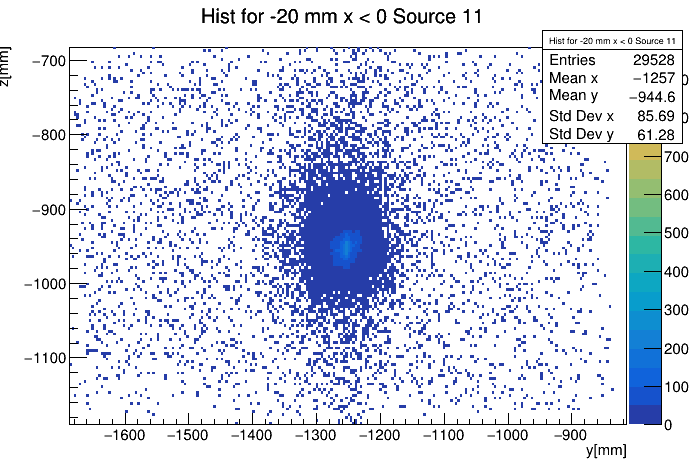 Hist for -20 mm x < 0 Source 11
z[mm]
Hist for -20 mm x < 0 Source 11
Entries 29528
Mean x −1257
Mean y −944.6
Std Dev x 85.69
Std Dev y 61.28
−700
−800
−900
−1000
−1100
700
600
500
400
300
200
100
0
−1600 −1500 −1400 −1300 −1200 −1100 −1000 −900
y[mm]